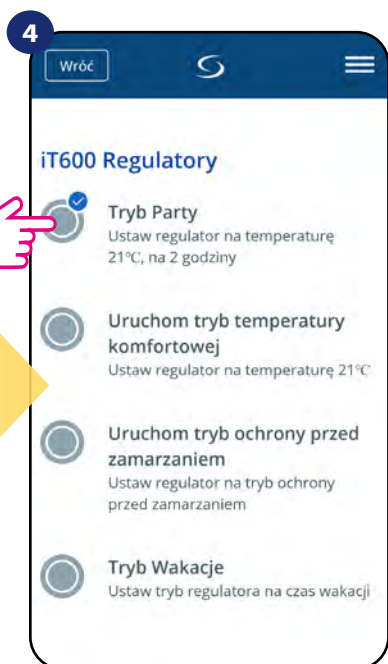 4
Wróć
iT600 Regulatory
Tryb Party
Ustaw regulator na temperaturę
21℃, na 2 godziny
Uruchom tryb temperatury
komfortowej
Ustaw regulator na temperaturę 21℃
Uruchom tryb ochrony przed
zamarzaniem
Ustaw regulator na tryb ochrony
przed zamarzaniem
Tryb Wakacje
Ustaw tryb regulatora na czas wakacji